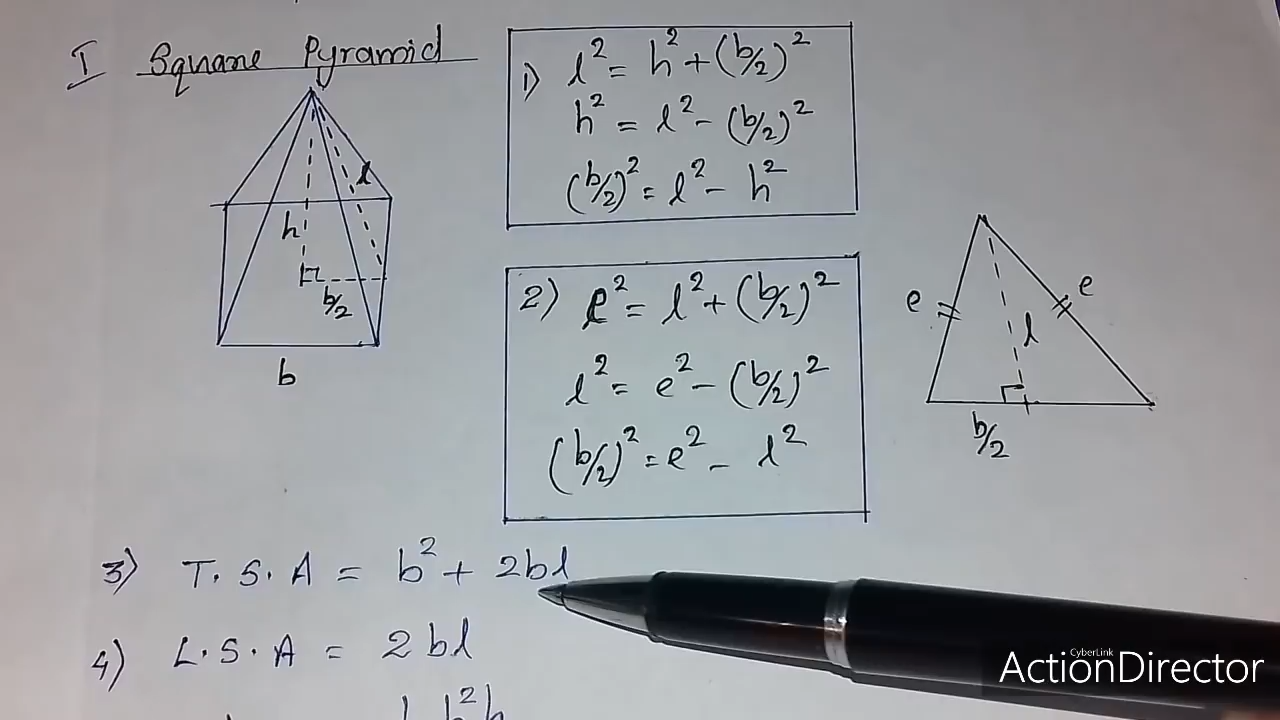 I Square Pyramid
l
h
b/2
b
1) l² = h² + (b/2)²
h² = l² - (b/2)²
(b/2)² = l² - h²
2) e² = l² + (b/2)²
l² = e² - (b/2)²
(b/2)² = e² - l²
e
e
l
b/2
3) T.S.A = b² + 2bl
4) L.S.A = 2bl
b²h
CyberLink
ActionDirector